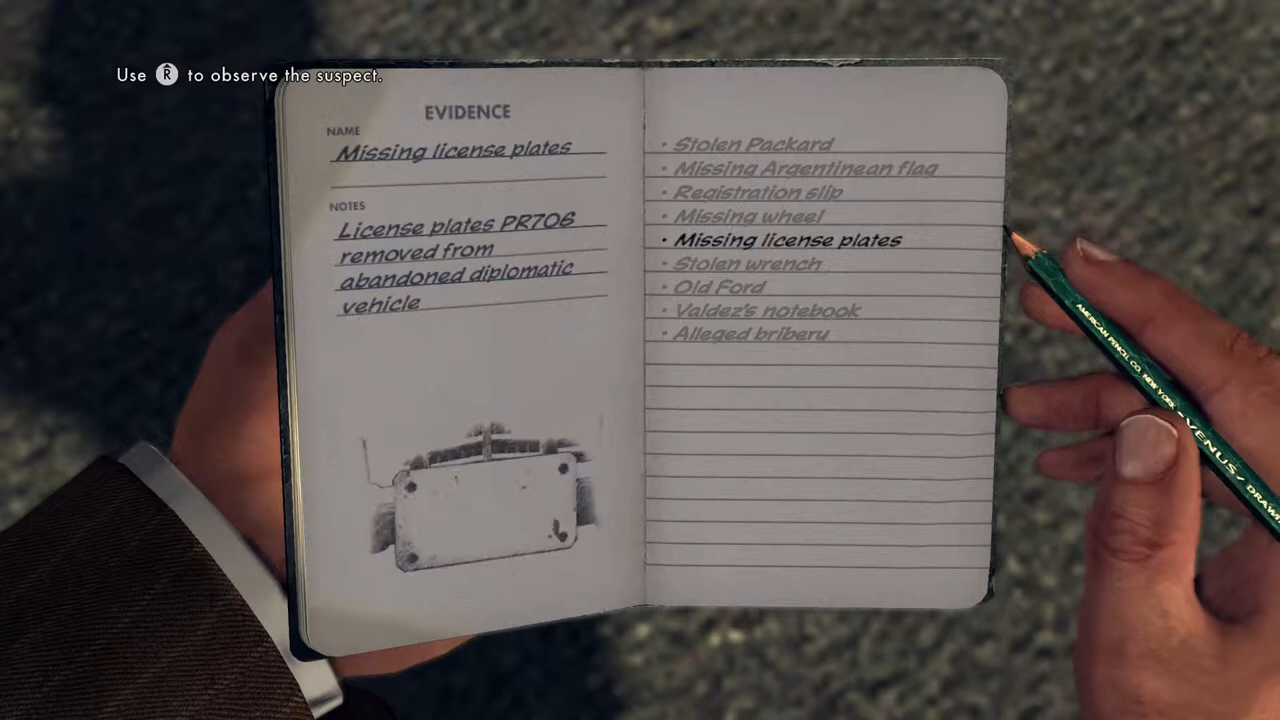 Use R to observe the suspect.
EVIDENCE
NAME
Missing license plates
NOTES
License plates PR706
removed from
abandoned diplomatic
vehicle
• Stolen Packard
• Missing Argentinean flag
• Registration slip
• Missing wheel
• Missing license plates
• Stolen wrench
• Old Ford
• Valdez's notebook
• Alleged bribery
AMERICAN PENCIL CO. NEW YORK
VENUS